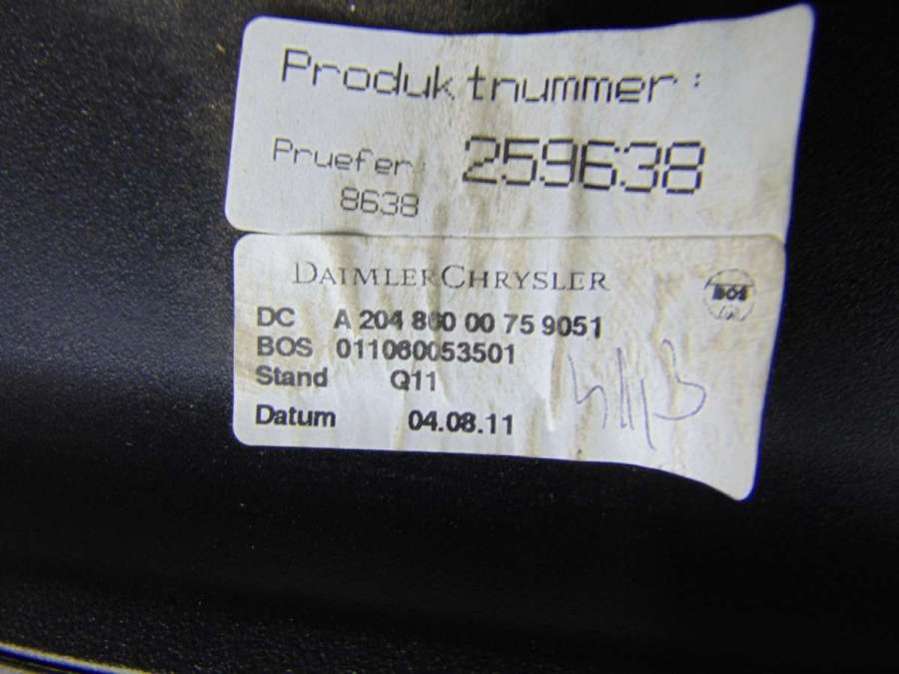 Produktnummer:
Pruefer: 259638
8638
DAIMLERCHRYSLER
BOS
DC A 204 860 00 75 9051
BOS 011060053501
Stand Q11
Datum 04.08.11